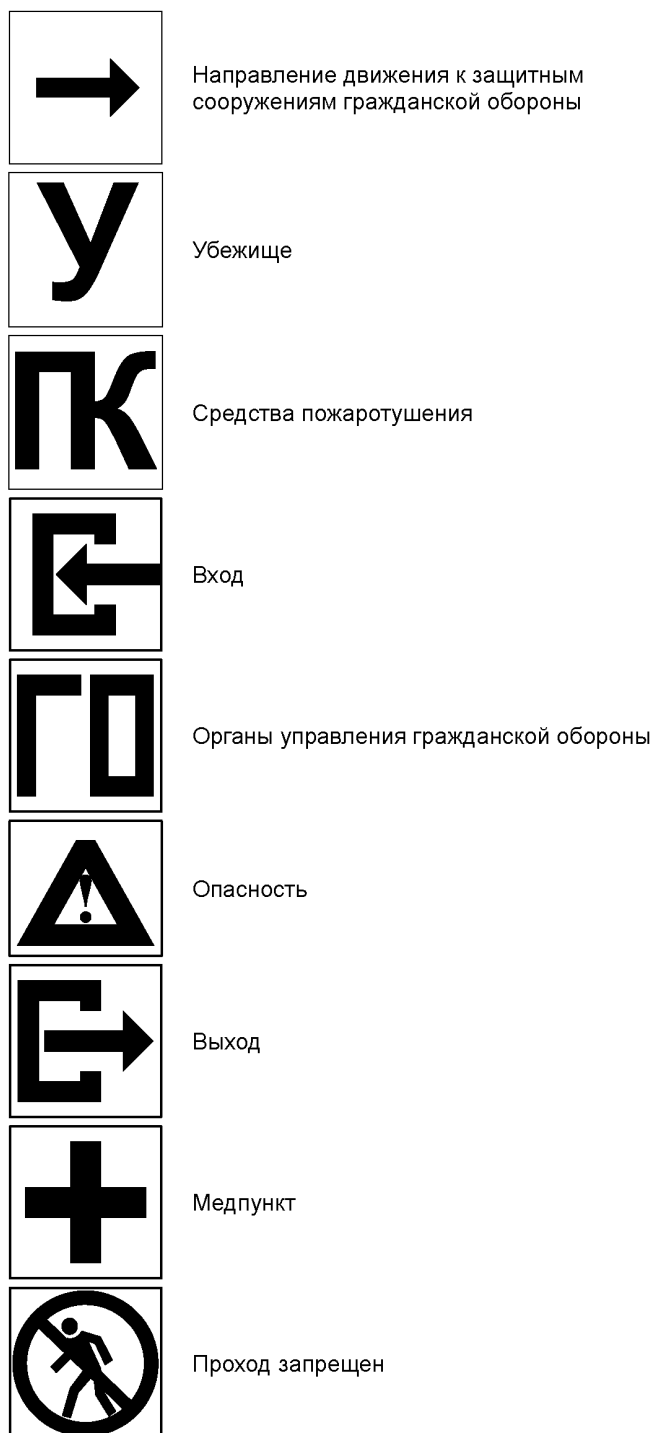 Направление движения к защитным
сооружениям гражданской обороны
У
Убежище
ПК
Средства пожаротушения
Вход
ГО
Органы управления гражданской обороны
!
Опасность
Выход
Медпункт
Проход запрещен